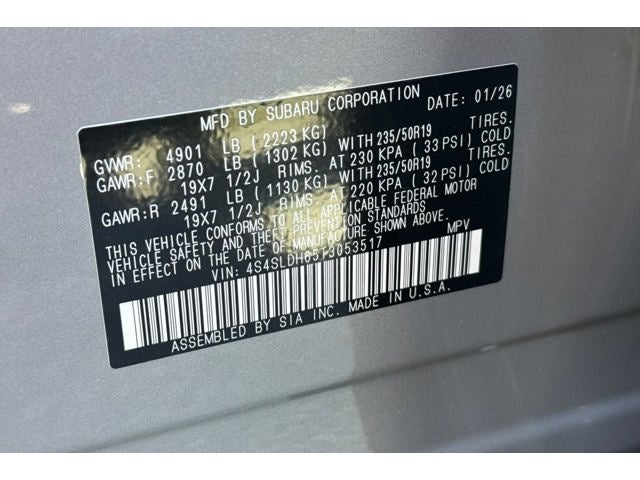 MFD BY SUBARU CORPORATION DATE: 01/26
GVWR: 4901 LB ( 2223 KG)
GAWR:F 2870 LB ( 1302 KG) WITH 235/50R19 TIRES.
19X7 1/2J RIMS. AT 230 KPA ( 33 PSI) COLD
GAWR:R 2491 LB ( 1130 KG) WITH 235/50R19 TIRES.
19X7 1/2J RIMS. AT 220 KPA ( 32 PSI) COLD
THIS VEHICLE CONFORMS TO ALL APPLICABLE FEDERAL MOTOR
VEHICLE SAFETY AND THEFT PREVENTION STANDARDS
IN EFFECT ON THE DATE OF MANUFACTURE SHOWN ABOVE.
VIN: 4S4SLDH65T3053517 MPV
ASSEMBLED BY SIA INC. MADE IN U.S.A.